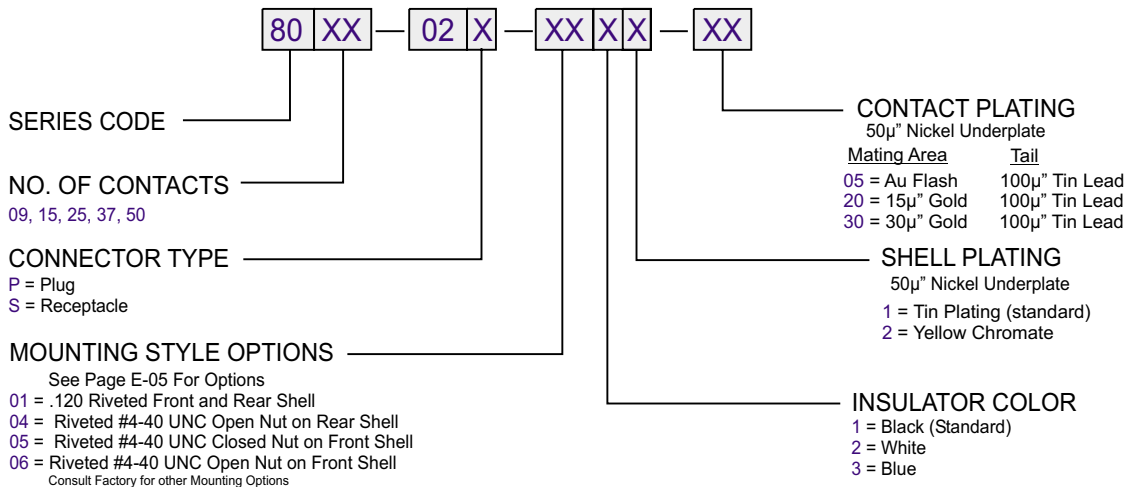 80 XX 02 X XX X X XX
SERIES CODE
NO. OF CONTACTS
09, 15, 25, 37, 50
CONNECTOR TYPE
P = Plug
S = Receptacle
MOUNTING STYLE OPTIONS
See Page E-05 For Options
01 = .120 Riveted Front and Rear Shell
04 = Riveted #4-40 UNC Open Nut on Rear Shell
05 = Riveted #4-40 UNC Closed Nut on Front Shell
06 = Riveted #4-40 UNC Open Nut on Front Shell
Consult Factory for other Mounting Options
CONTACT PLATING
50µ” Nickel Underplate
Mating Area Tail
05 = Au Flash 100µ” Tin Lead
20 = 15µ” Gold 100µ” Tin Lead
30 = 30µ” Gold 100µ” Tin Lead
SHELL PLATING
50µ” Nickel Underplate
1 = Tin Plating (standard)
2 = Yellow Chromate
INSULATOR COLOR
1 = Black (Standard)
2 = White
3 = Blue